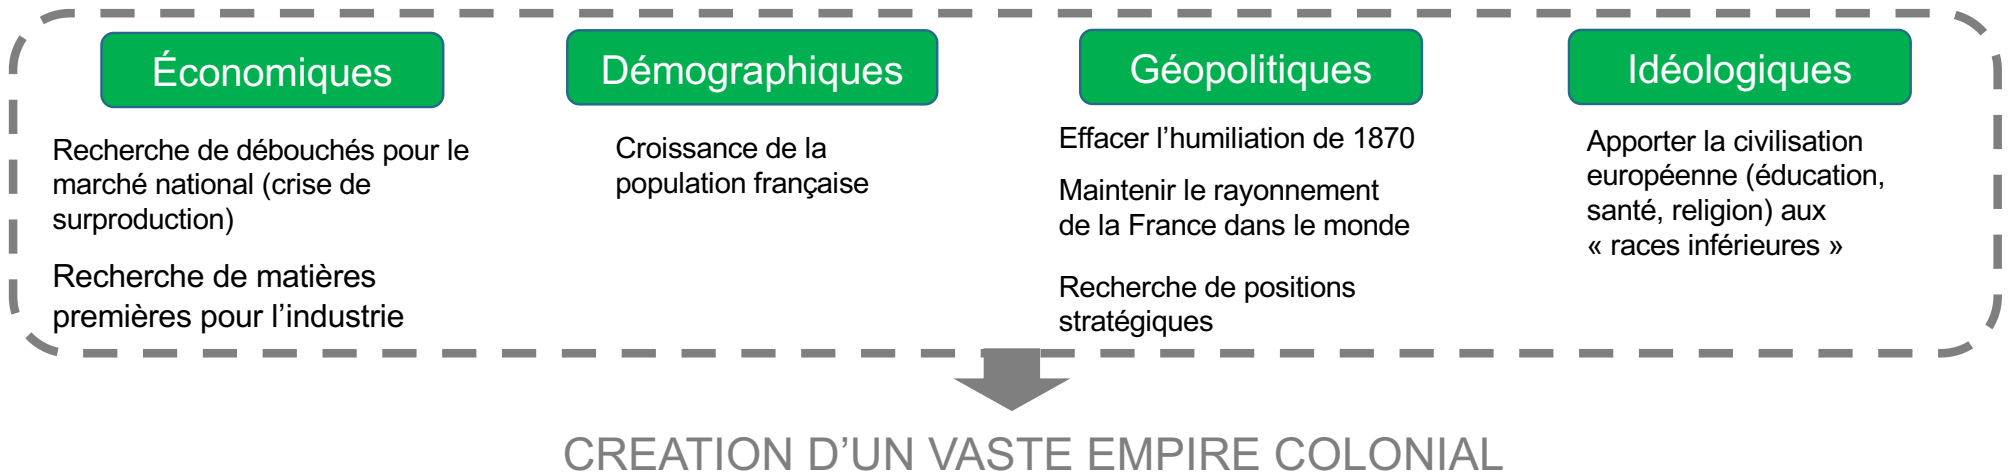 Économiques
Recherche de débouchés pour le
marché national (crise de
surproduction)
Recherche de matières
premières pour l’industrie
Démographiques
Croissance de la
population française
Géopolitiques
Effacer l’humiliation de 1870
Maintenir le rayonnement
de la France dans le monde
Recherche de positions
stratégiques
Idéologiques
Apporter la civilisation
européenne (éducation,
santé, religion) aux
« races inférieures »
CREATION D’UN VASTE EMPIRE COLONIAL